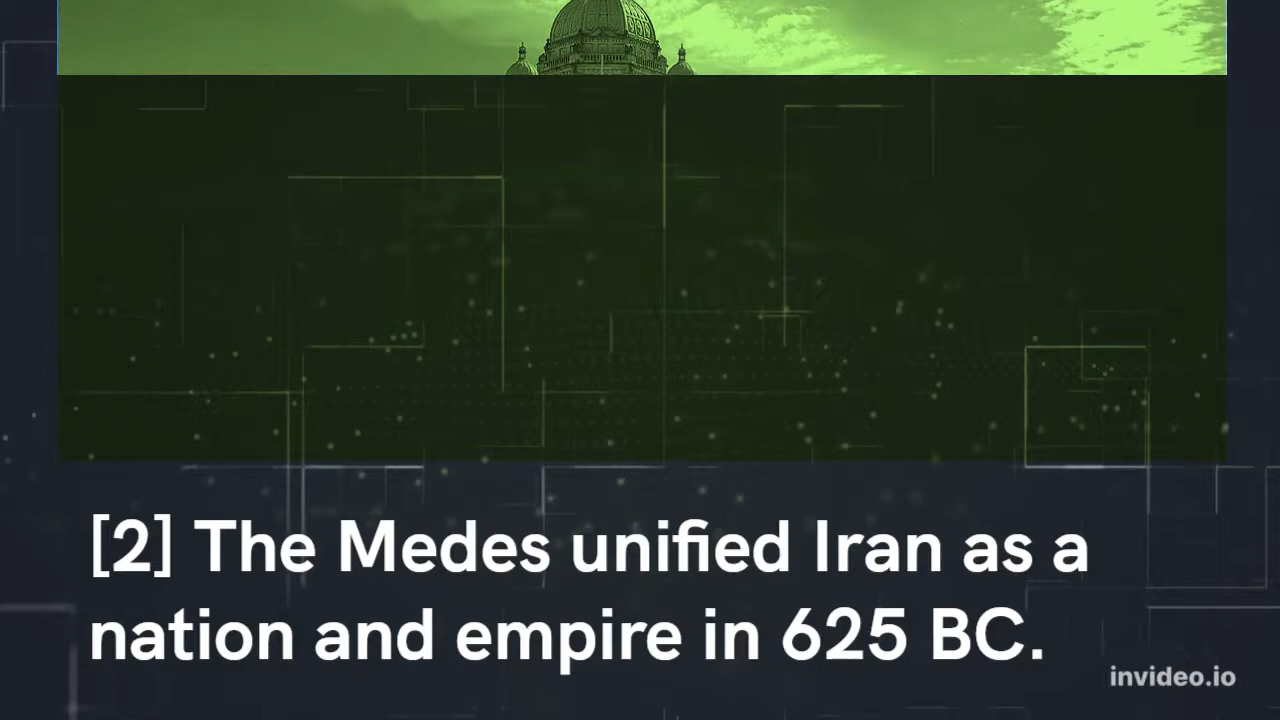 [2] The Medes unified Iran as a
nation and empire in 625 BC.
invideo.io